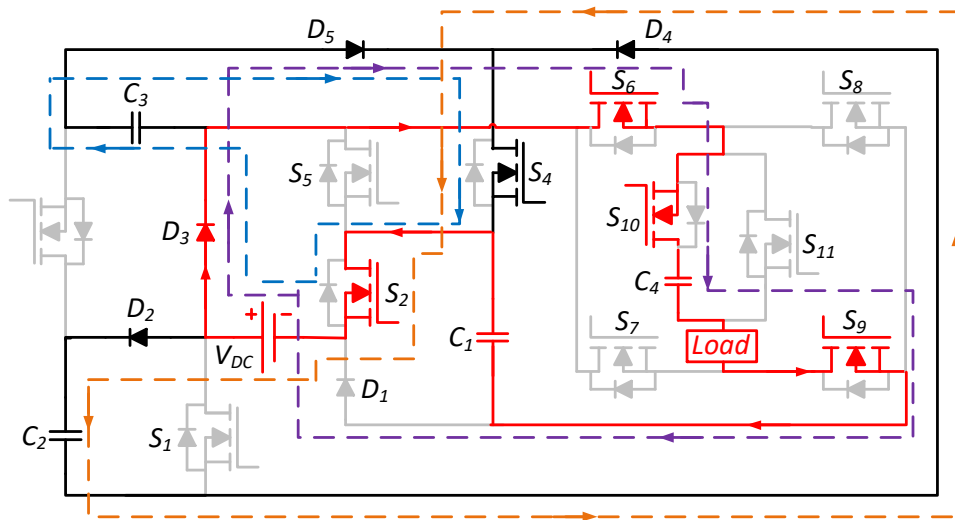 D5
D4
C3
S6
S8
S5
S4
D3
S10
S11
D2
+ -
S2
C4
VDC
C1
S7
Load
S9
D1
C2
S1